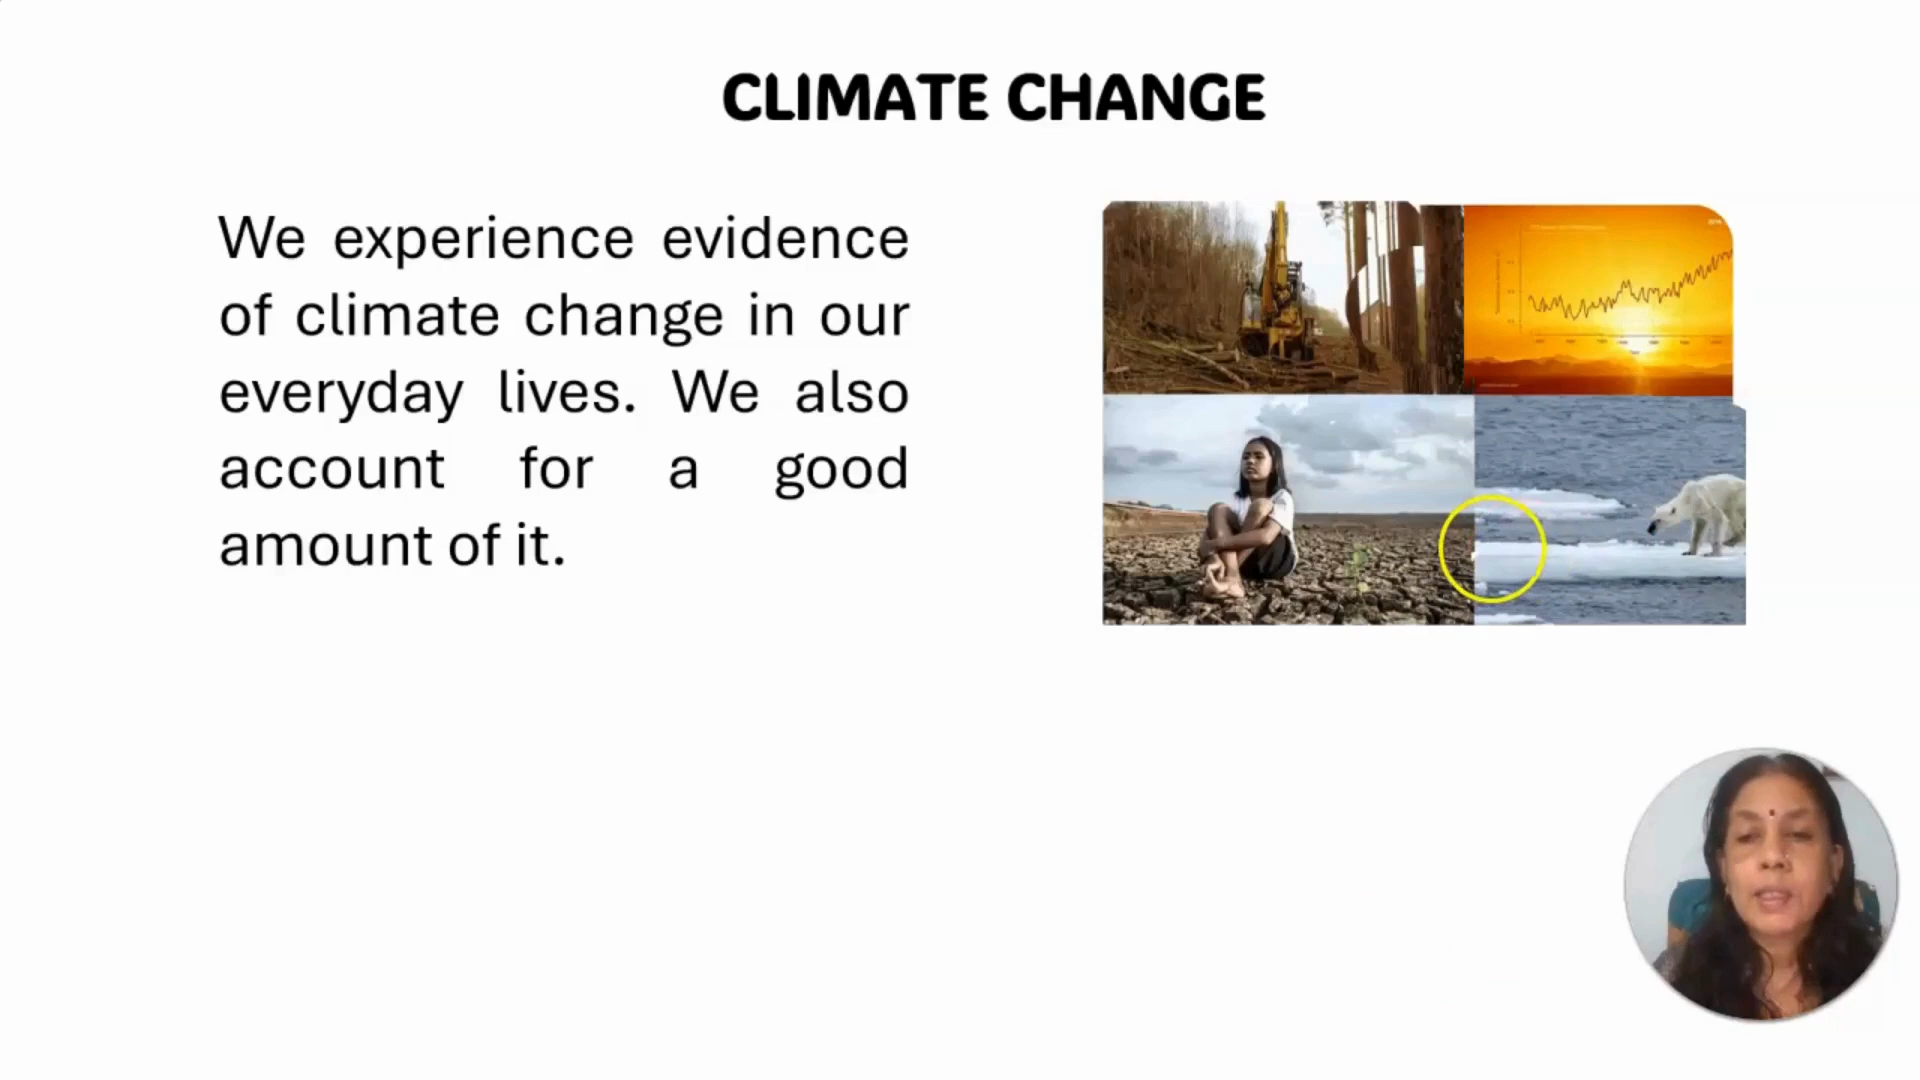 CLIMATE CHANGE
We experience evidence
of climate change in our
everyday lives. We also
account for a good
amount of it.